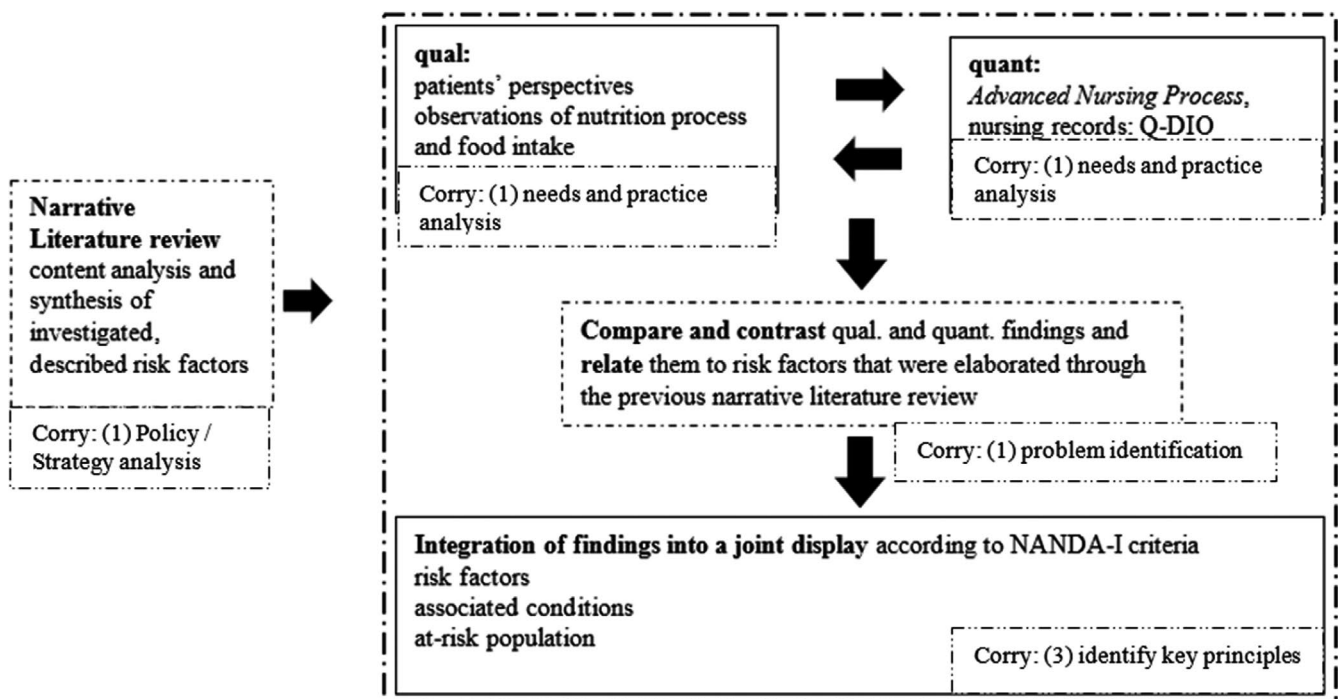 Narrative
Literature review
content analysis and
synthesis of
investigated,
described risk factors
Corry: (1) Policy /
Strategy analysis
qual:
patients’ perspectives
observations of nutrition process
and food intake
Corry: (1) needs and practice
analysis
quant:
Advanced Nursing Process,
nursing records: Q-DIO
Corry: (1) needs and practice
analysis
Compare and contrast qual. and quant. findings and
relate them to risk factors that were elaborated through
the previous narrative literature review
Corry: (1) problem identification
Integration of findings into a joint display according to NANDA-I criteria
risk factors
associated conditions
at-risk population
Corry: (3) identify key principles